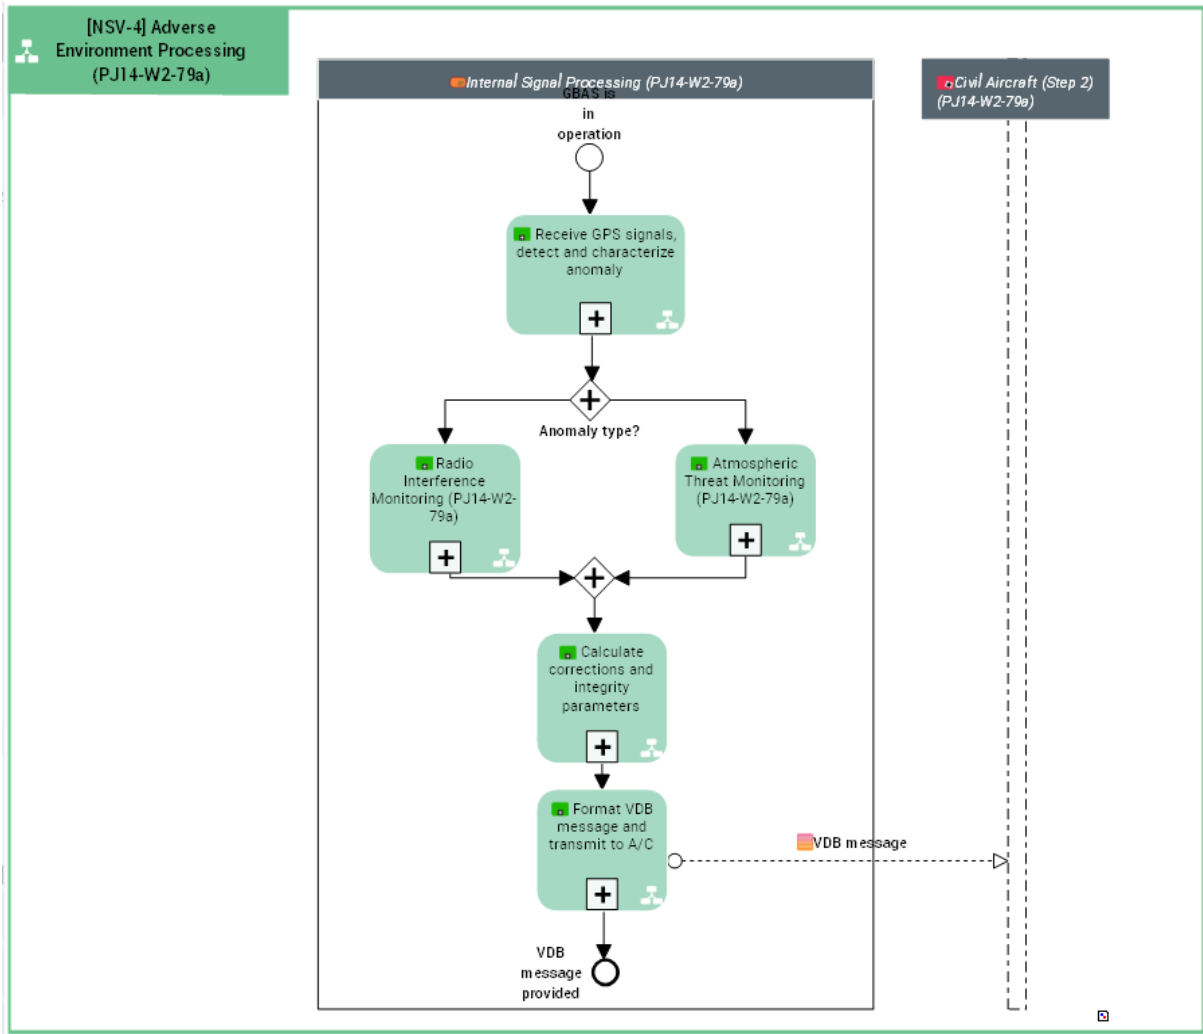 [NSV-4] Adverse
Environment Processing
(PJ14-W2-79a)
Internal Signal Processing (PJ14-W2-79a)
Civil Aircraft (Step 2)
(PJ14-W2-79a)
GBAS is
in
operation
Receive GPS signals,
detect and characterize
anomaly
Anomaly type?
Radio
Interference
Monitoring (PJ14-W2-
79a)
Atmospheric
Threat Monitoring
(PJ14-W2-79a)
Calculate
corrections and
integrity
parameters
Format VDB
message and
transmit to A/C
VDB message
VDB
message
provided